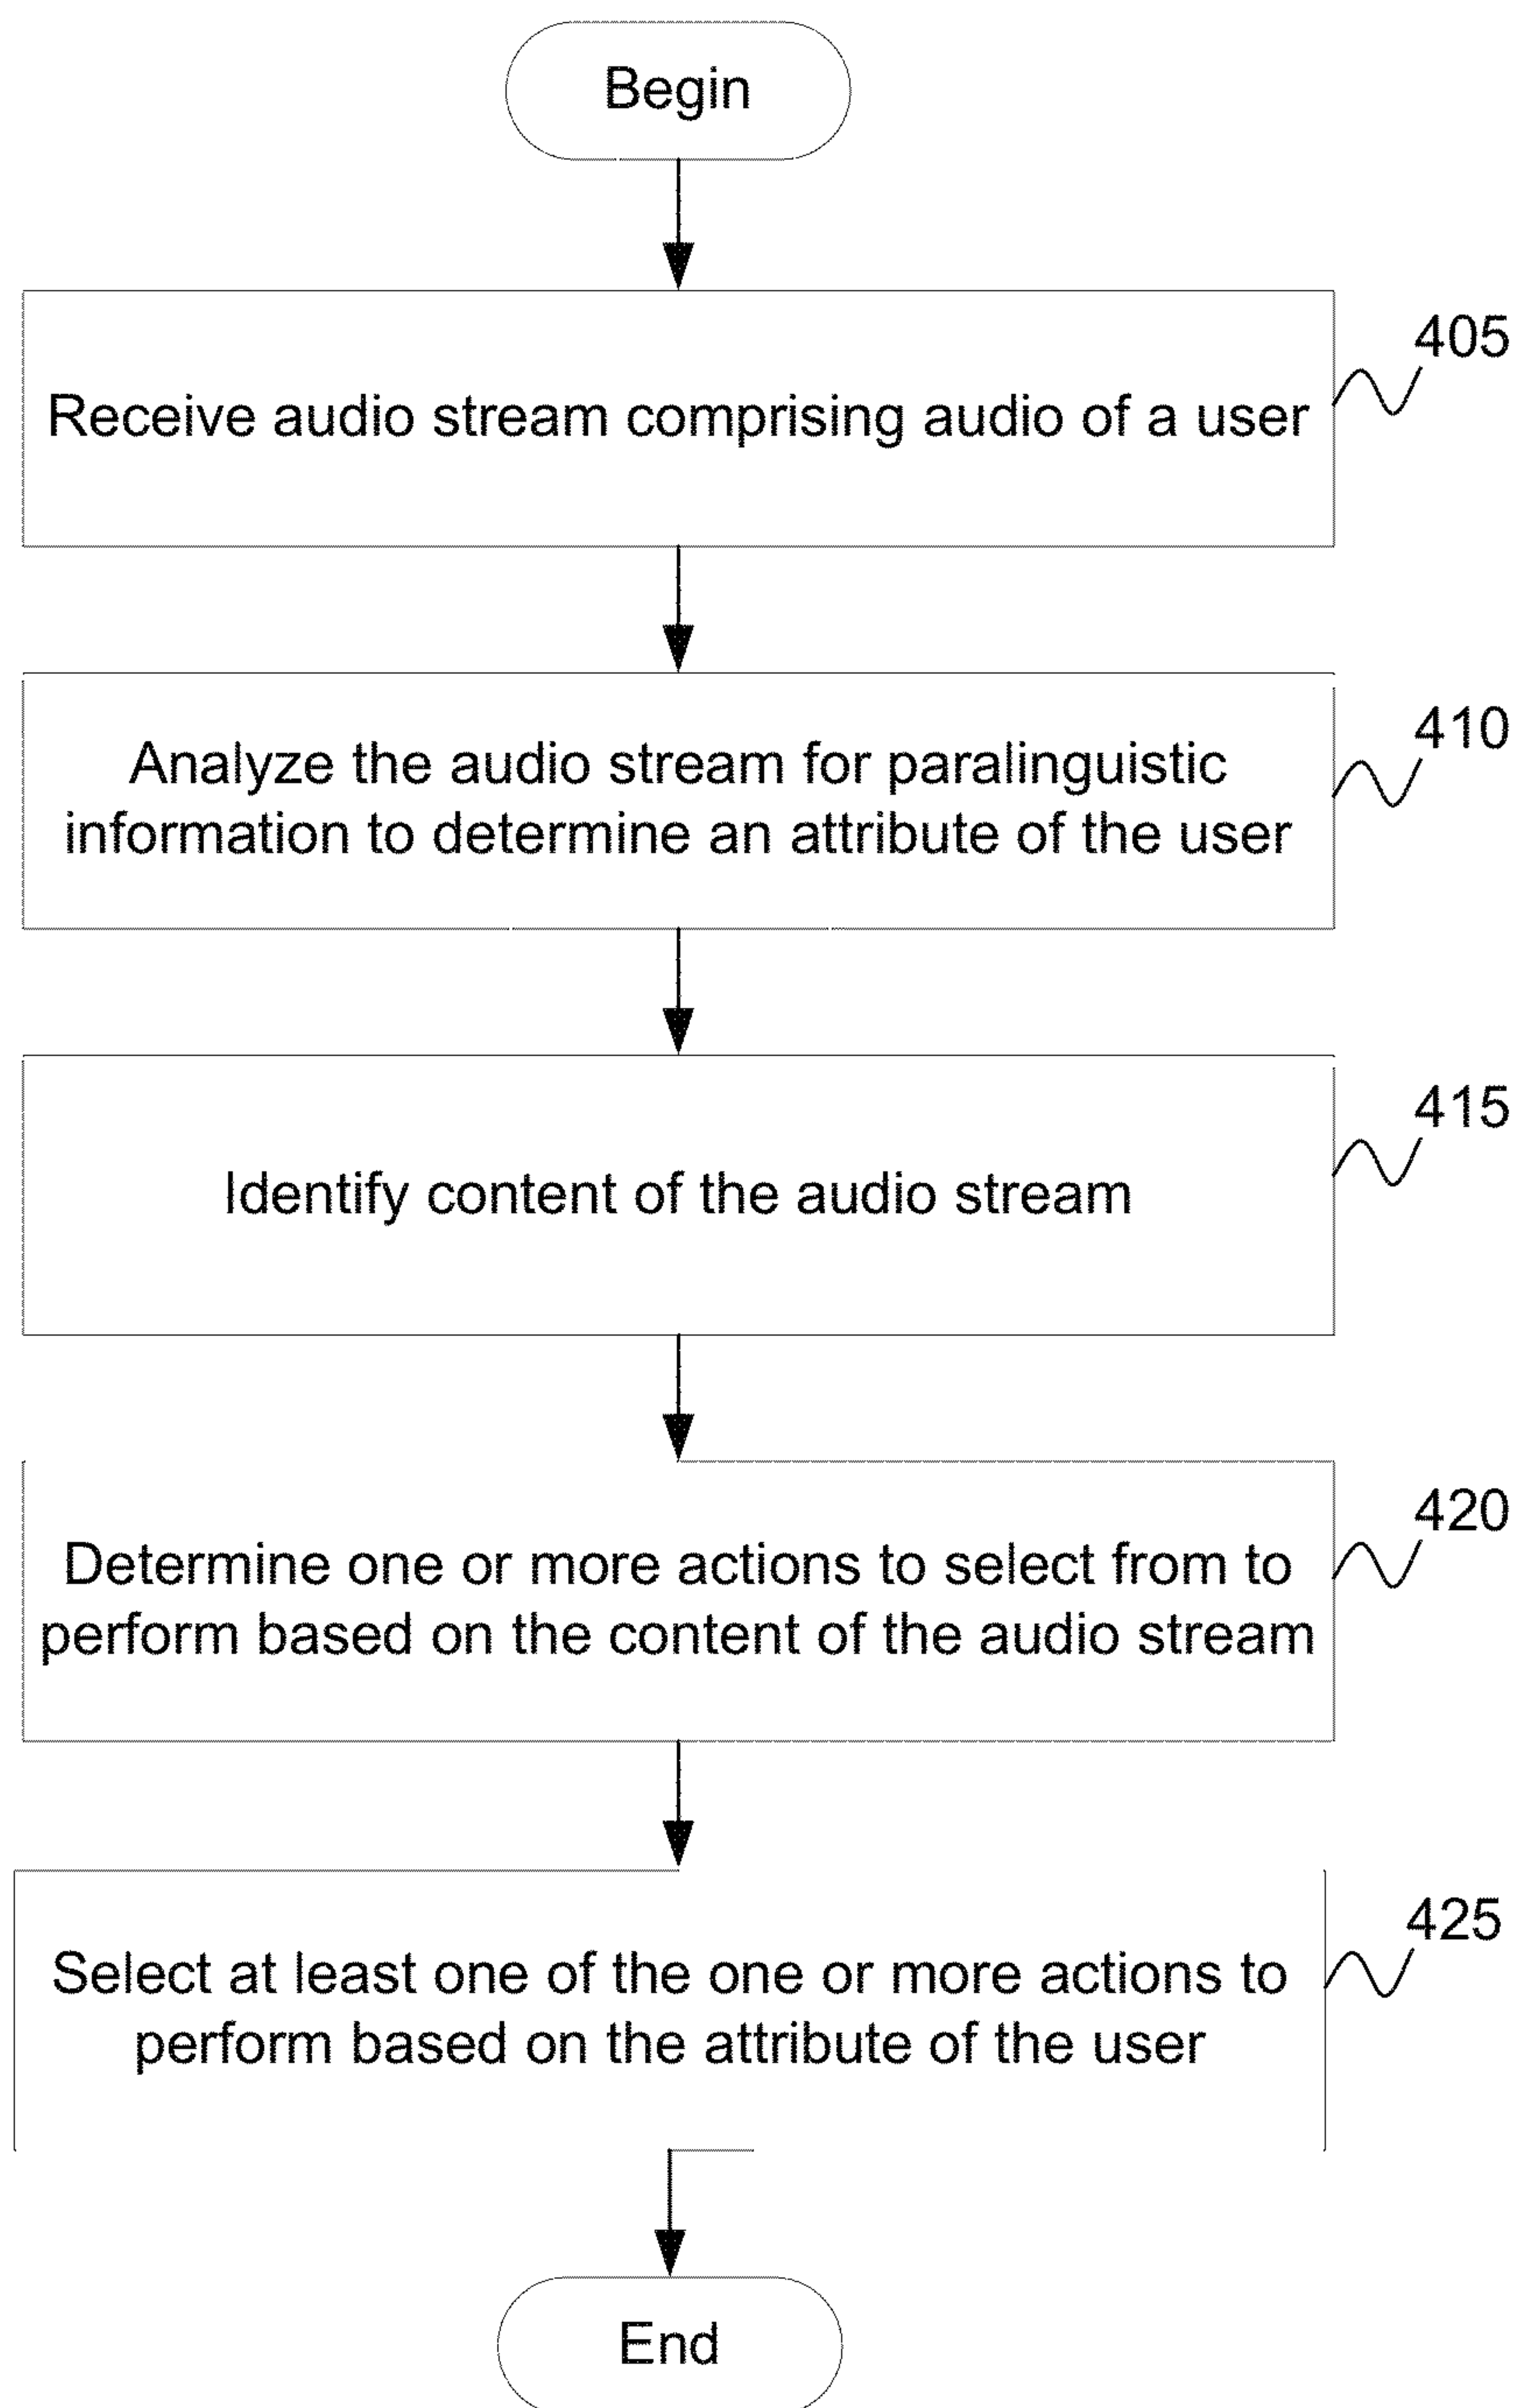 Begin
405
Receive audio stream comprising audio of a user
410
Analyze the audio stream for paralinguistic
information to determine an attribute of the user
415
Identify content of the audio stream
420
Determine one or more actions to select from to
perform based on the content of the audio stream
425
Select at least one of the one or more actions to
perform based on the attribute of the user
End